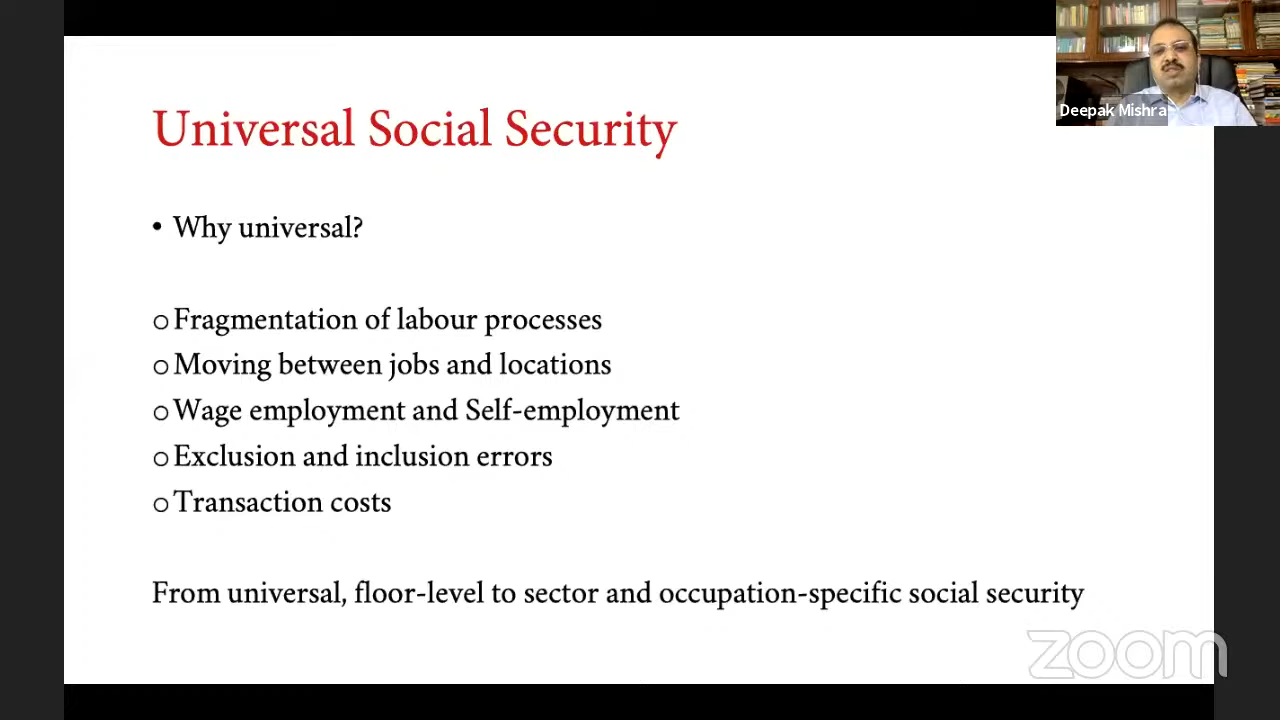 Universal Social Security
Deepak Mishra
• Why universal?
o Fragmentation of labour processes
o Moving between jobs and locations
o Wage employment and Self-employment
o Exclusion and inclusion errors
o Transaction costs
From universal, floor-level to sector and occupation-specific social security
zoom